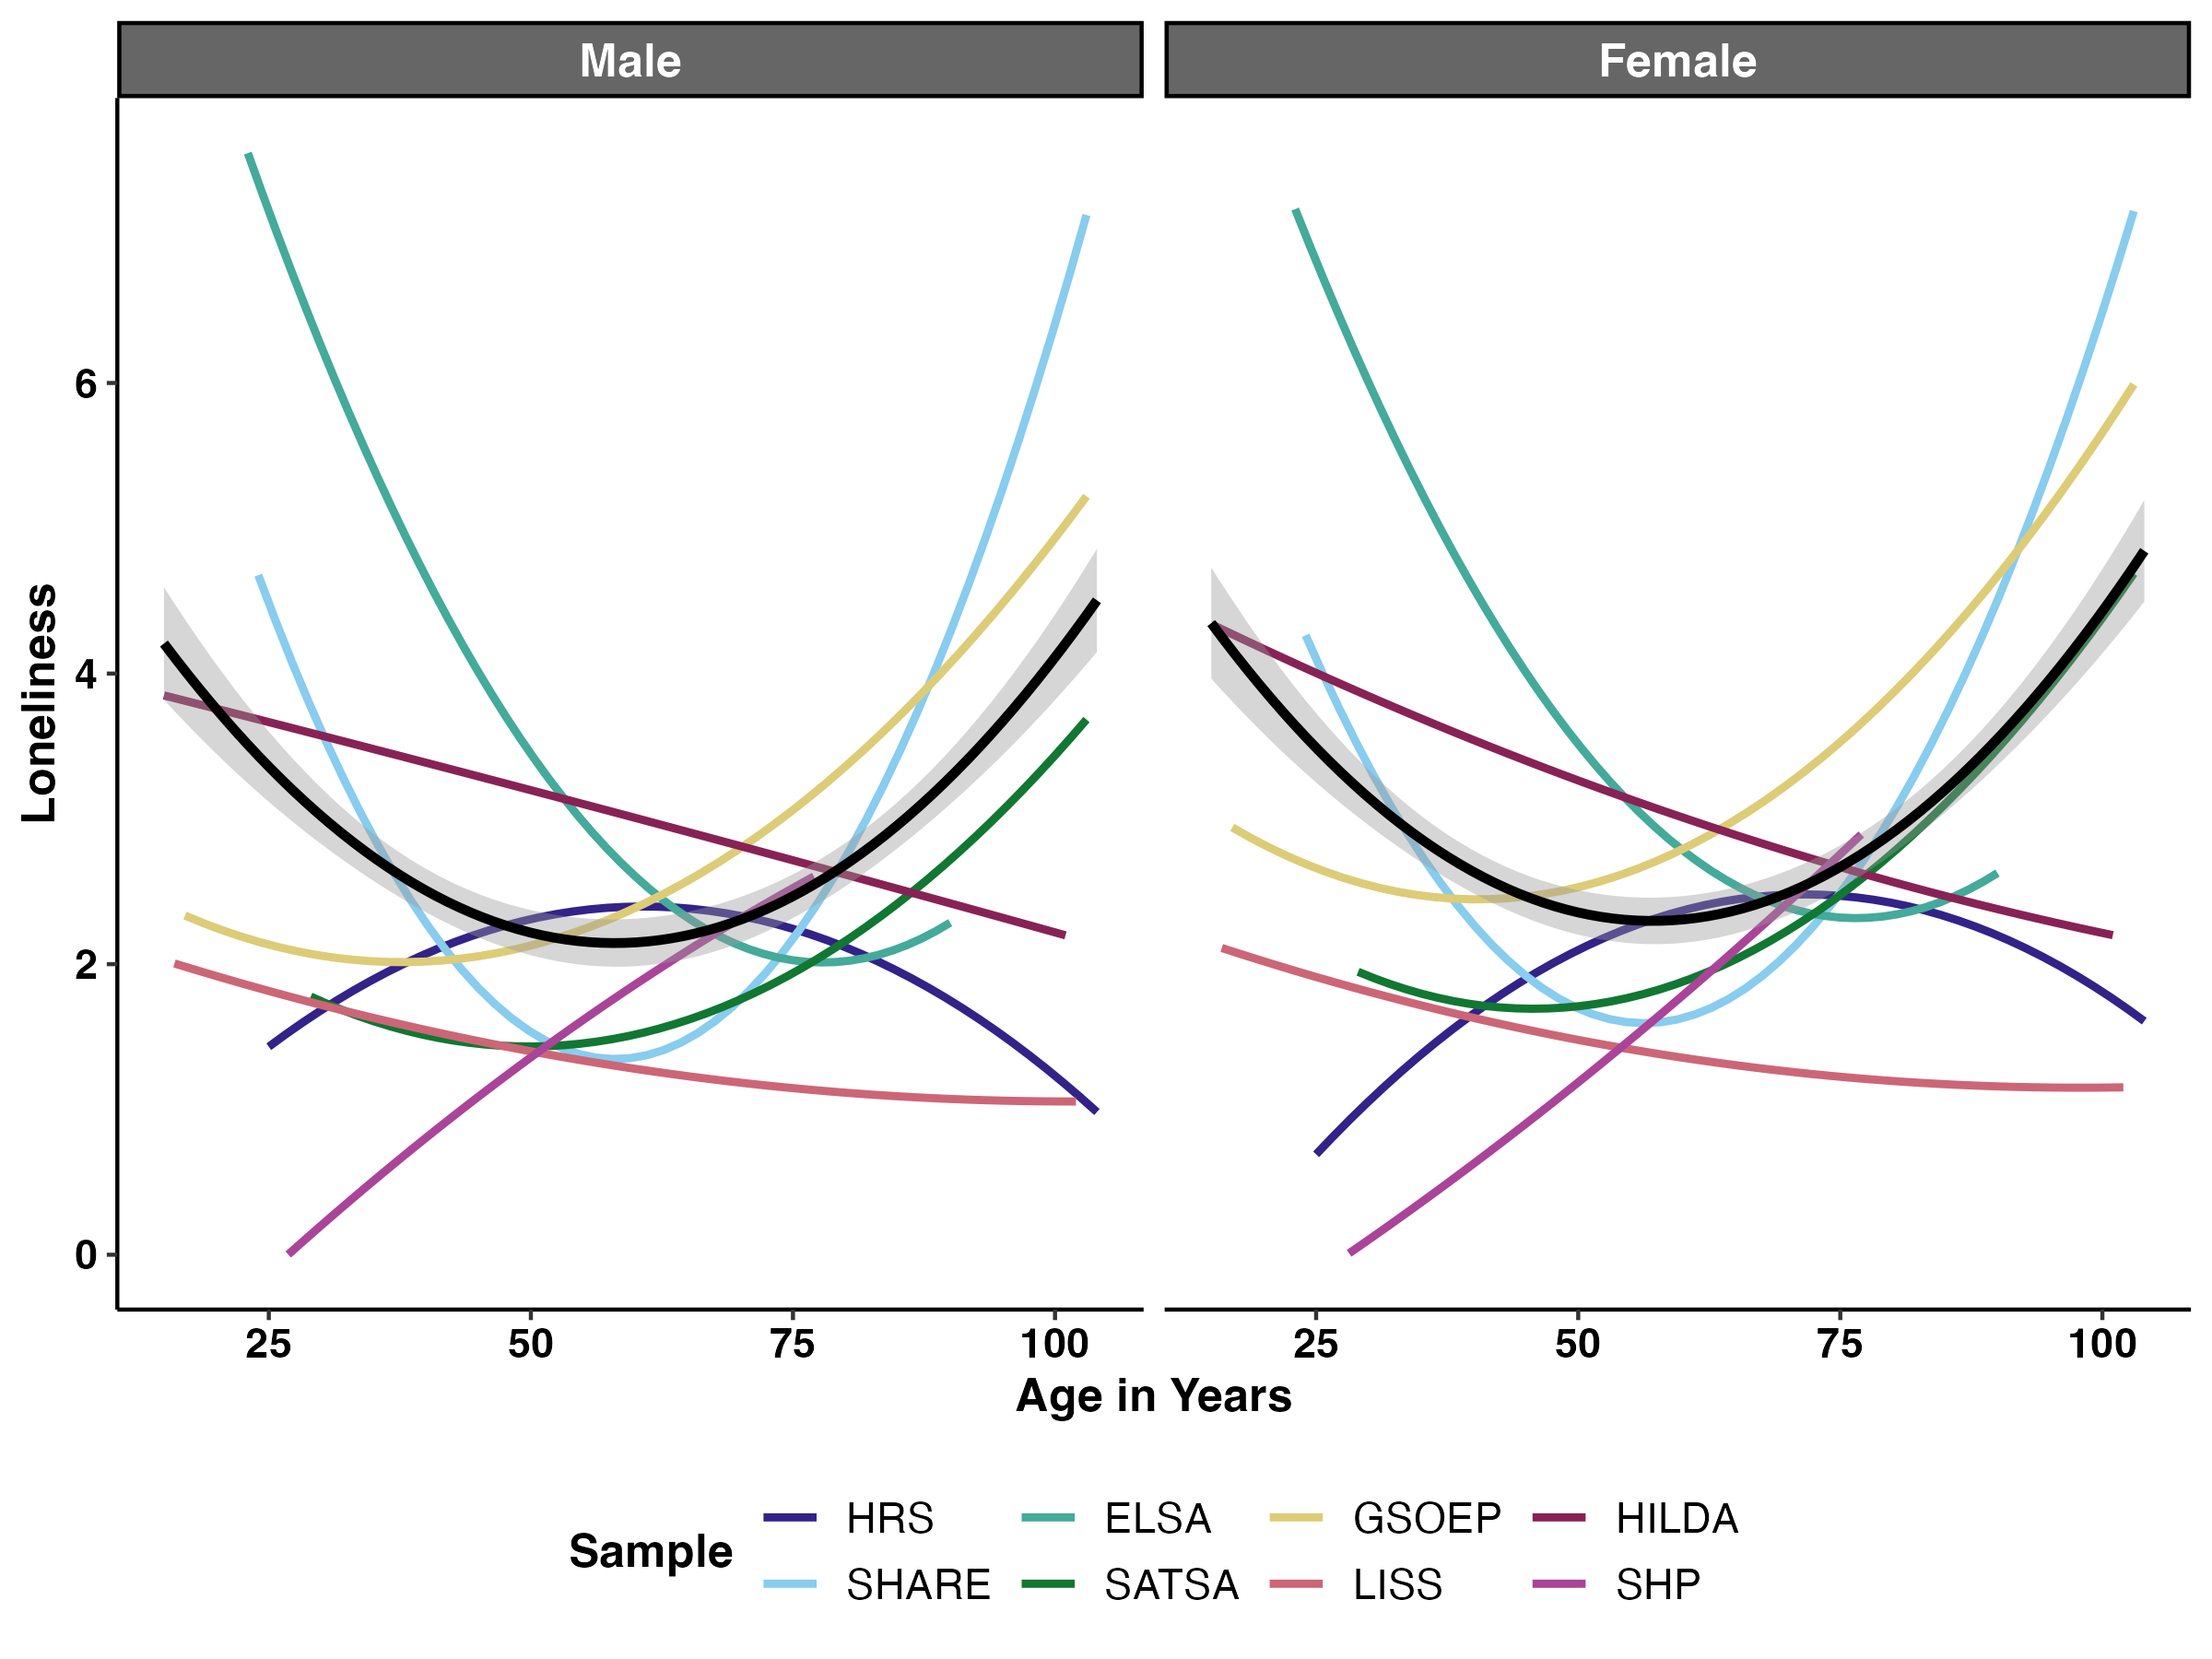 Male Female
Loneliness
6
4
2
0
25 50 75 100 25 50 75 100
Age in Years
Sample
HRS ELSA GSOEP HILDA
SHARE SATSA LISS SHP